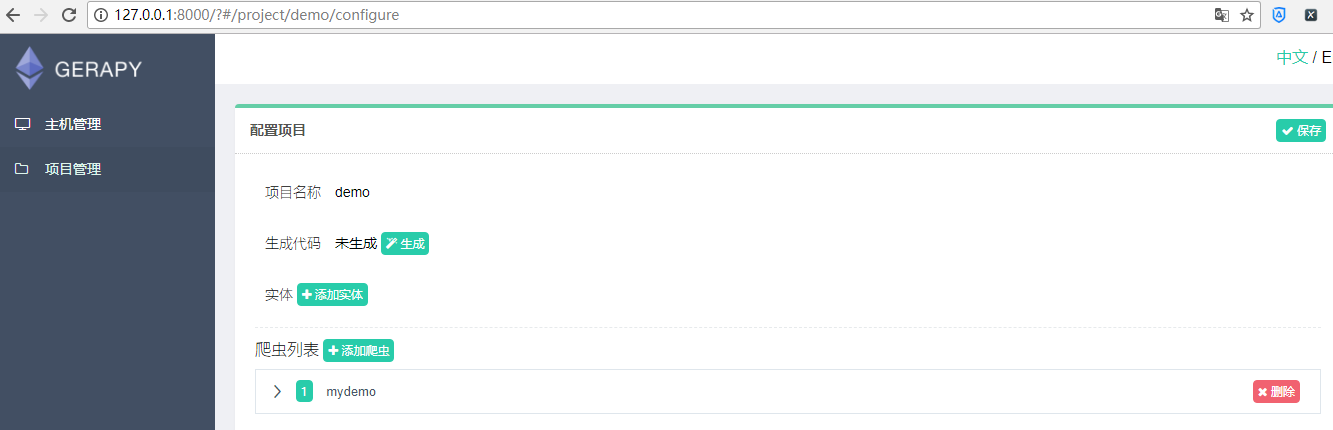 127.0.0.1:8000/?#/project/demo/configure
GERAPY
中文 / E
主机管理
项目管理
配置项目
保存
项目名称 demo
生成代码 未生成 生成
实体 添加实体
爬虫列表 添加爬虫
1 mydemo 删除